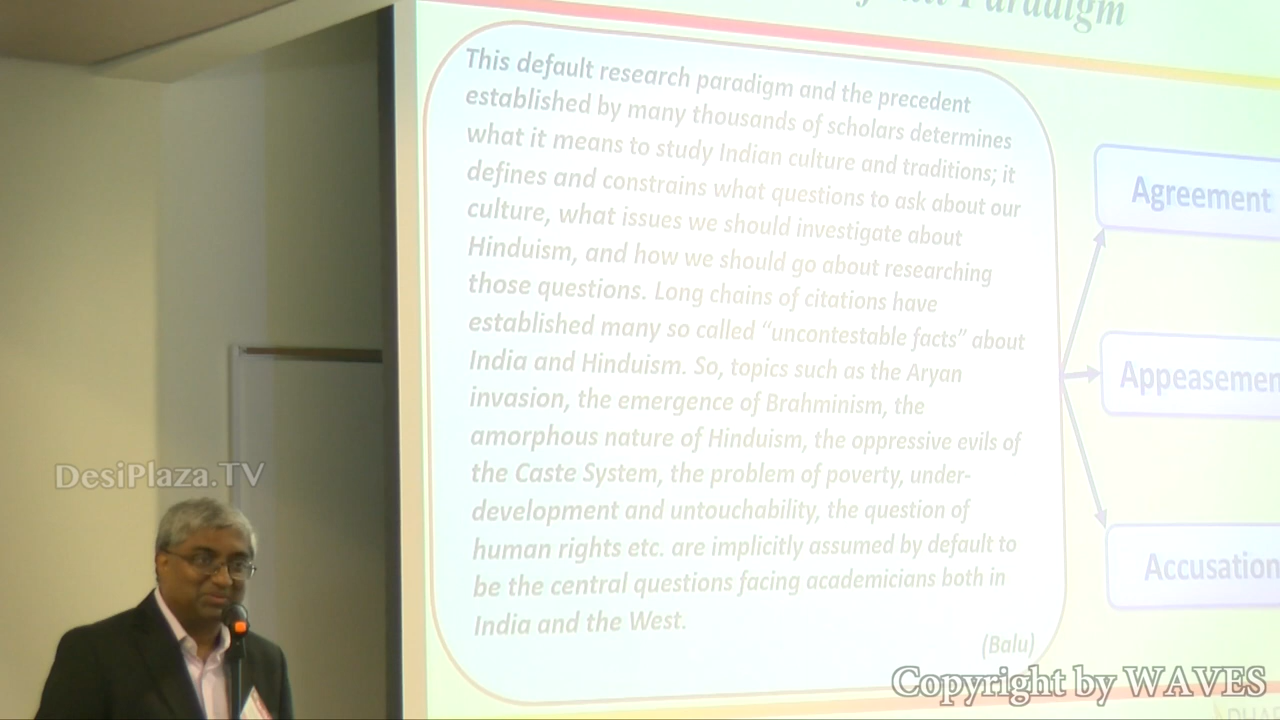 Paradigm
This default research paradigm and the precedent
established by many thousands of scholars determines
what it means to study Indian culture and traditions; it
defines and constrains what questions to ask about our
culture, what issues we should investigate about
Hinduism, and how we should go about researching
those questions. Long chains of citations have
established many so called “uncontestable facts” about
India and Hinduism. So, topics such as the Aryan
invasion, the emergence of Brahminism, the
amorphous nature of Hinduism, the oppressive evils of
the Caste System, the problem of poverty, under-
development and untouchability, the question of
human rights etc. are implicitly assumed by default to
be the central questions facing academicians both in
India and the West.
(Balu)
Agreement
Appeasemen
Accusation
DesiPlaza.TV
Copyright by WAVES